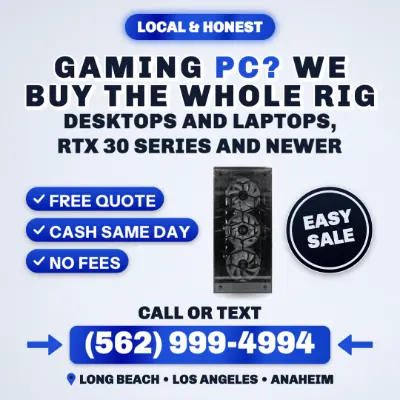 LOCAL & HONEST
GAMING PC? WE
BUY THE WHOLE RIG
DESKTOPS AND LAPTOPS,
RTX 30 SERIES AND NEWER
FREE QUOTE
CASH SAME DAY
NO FEES
EASY
SALE
CALL OR TEXT
(562) 999-4994
LONG BEACH • LOS ANGELES • ANAHEIM